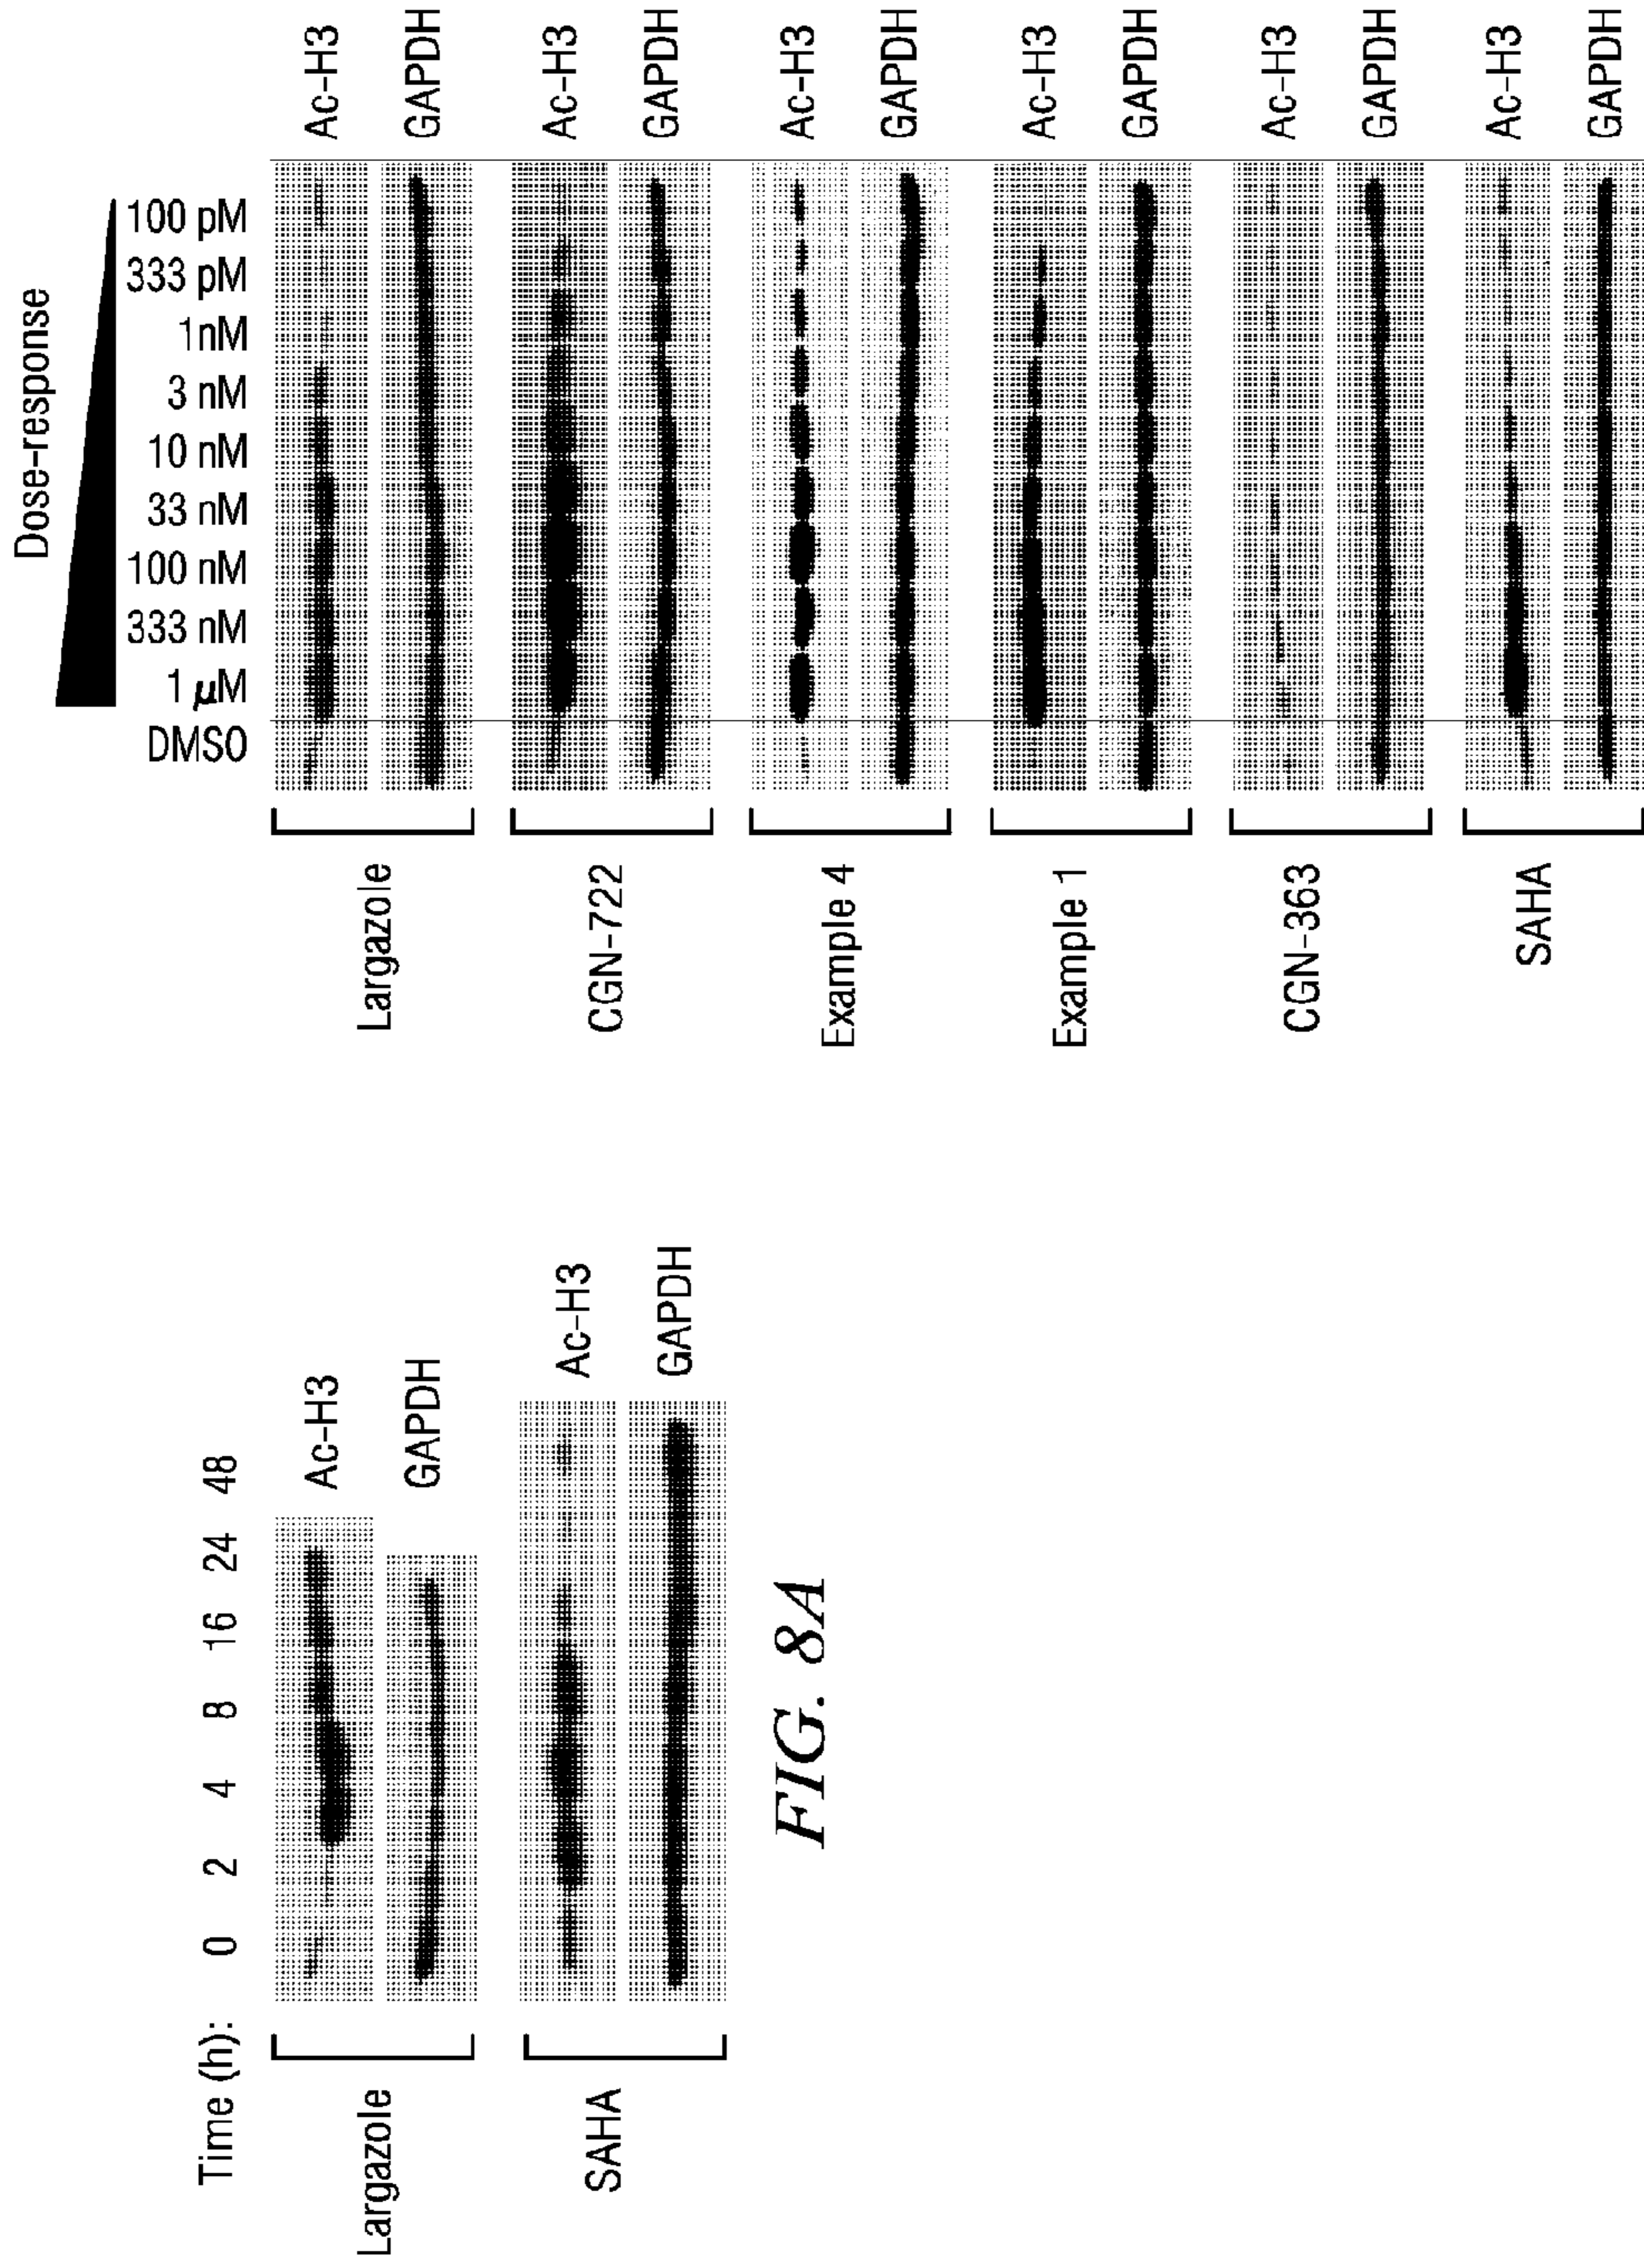 Time (h): 0 2 4 8 16 24 48
Largazole
Ac-H3
GAPDH
SAHA
Ac-H3
GAPDH
FIG. 8A
Dose-response
DMSO 1 μM 333 nM 100 nM 33 nM 10 nM 3 nM 1nM 333 pM 100 pM
Largazole
Ac-H3
GAPDH
CGN-722
Ac-H3
GAPDH
Example 4
Ac-H3
GAPDH
Example 1
Ac-H3
GAPDH
CGN-363
Ac-H3
GAPDH
SAHA
Ac-H3
GAPDH